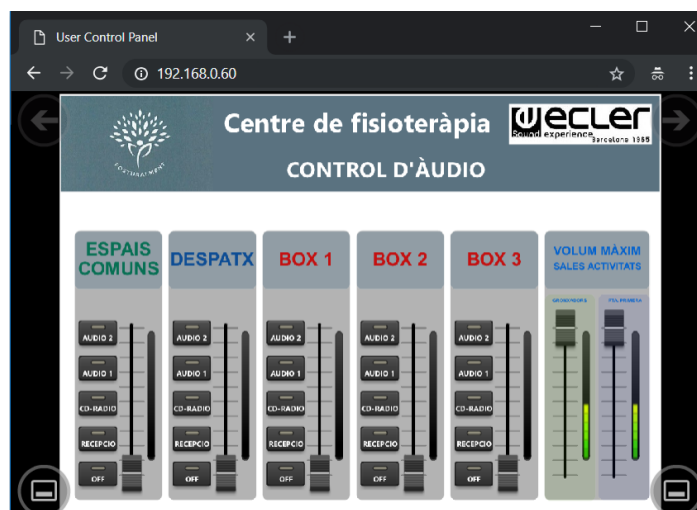 User Control Panel
192.168.0.60
Centre de fisioteràpia
CONTROL D'ÀUDIO
Wecler
Sound experience
Barcelona 1965
ESPAIS
COMUNS
DESPATX
BOX 1
BOX 2
BOX 3
VOLUM MÀXIM
SALES ACTIVITATS
AUDIO 2
AUDIO 1
CD-RADIO
RECEPCIO
OFF
AUDIO 2
AUDIO 1
CD-RADIO
RECEPCIO
OFF
AUDIO 2
AUDIO 1
CD-RADIO
RECEPCIO
OFF
AUDIO 2
AUDIO 1
CD-RADIO
RECEPCIO
OFF
AUDIO 2
AUDIO 1
CD-RADIO
RECEPCIO
OFF